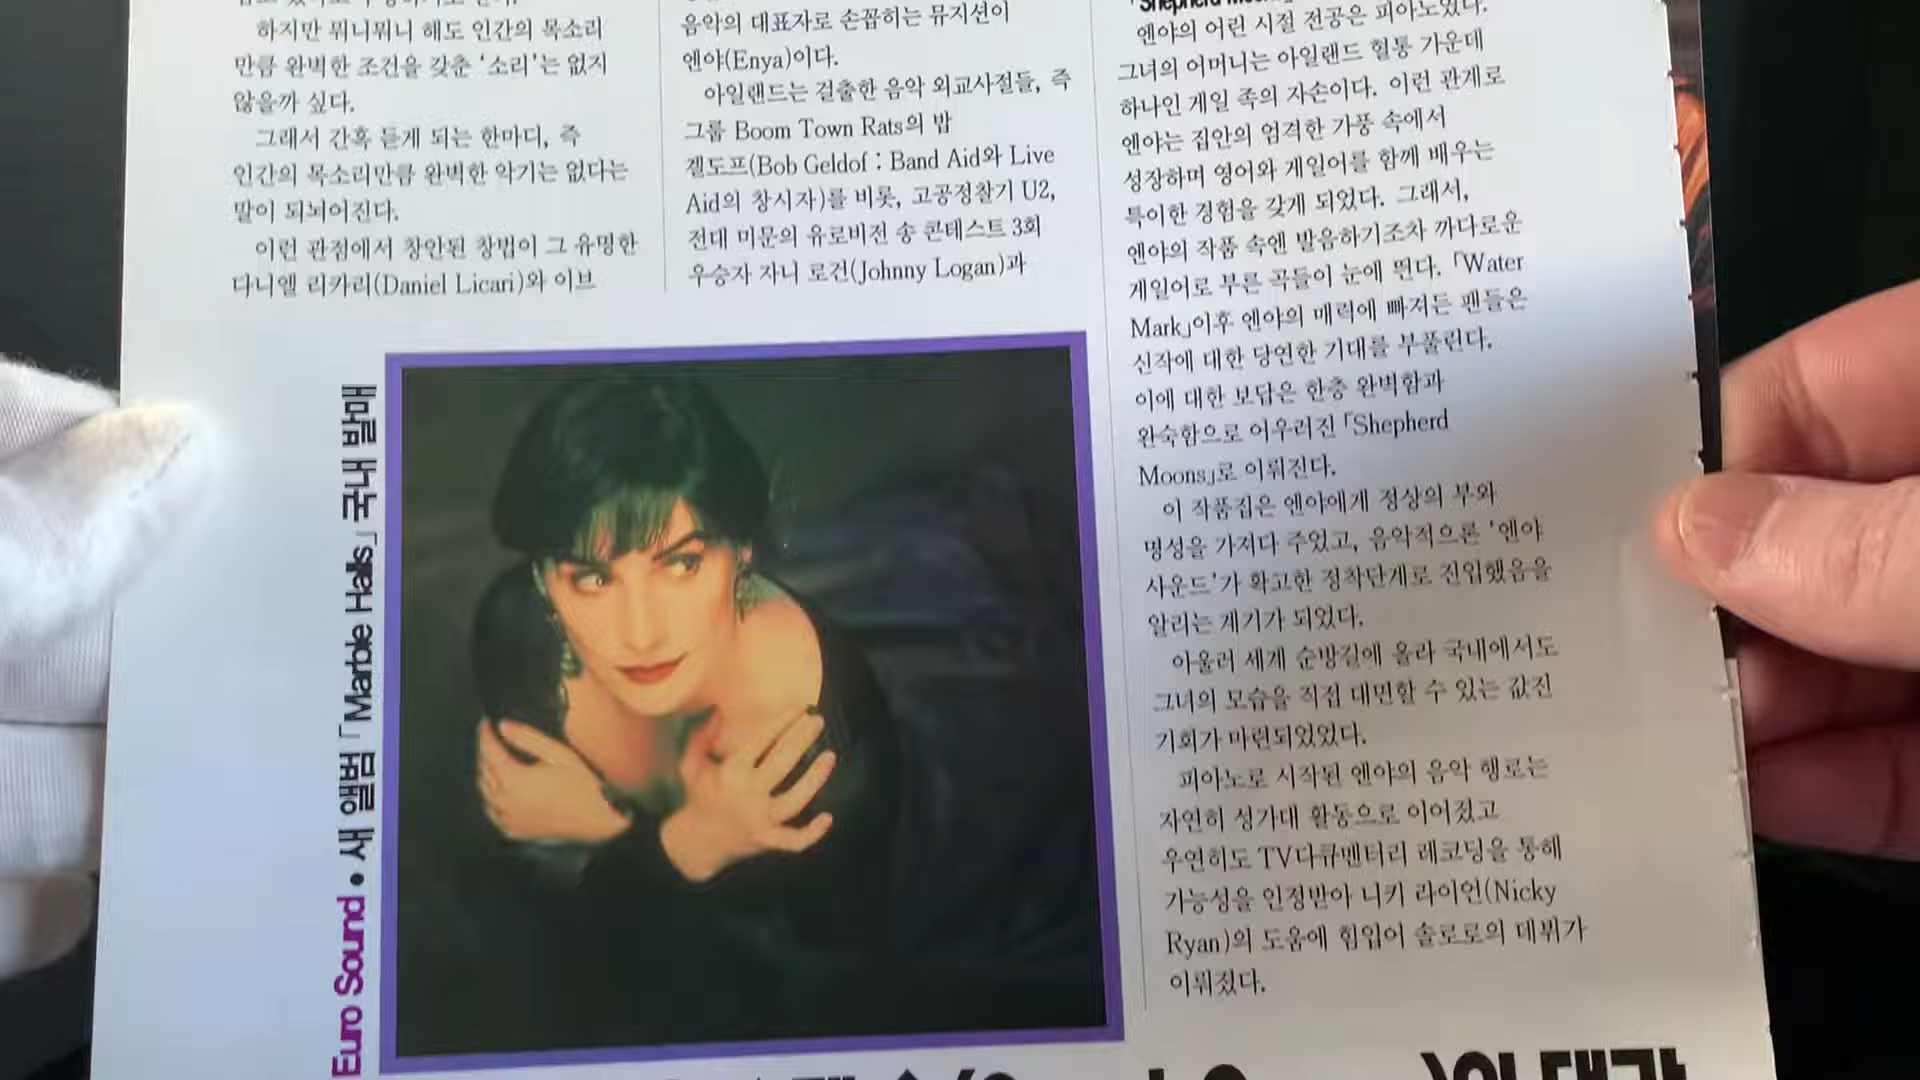 하지만 뭐니뭐니 해도 인간의 목소리
만큼 완벽한 조건을 갖춘 ‘소리’는 없지
않을까 싶다.
그래서 간혹 듣게 되는 한마디, 즉
인간의 목소리만큼 완벽한 악기는 없다는
말이 되뇌어진다.
이런 관점에서 창안된 창법이 그 유명한
다니엘 리카리(Daniel Licari)와 이브
음악의 대표자로 손꼽히는 뮤지션이
엔야(Enya)이다.
아일랜드는 걸출한 음악 외교사절들, 즉
그룹 Boom Town Rats의 밥
겔도프(Bob Geldof : Band Aid와 Live
Aid의 창시자)를 비롯, 고공정찰기 U2,
전대 미문의 유로비전 송 콘테스트 3회
우승자 자니 로건(Johnny Logan)과
「Shepherd
엔야의 어린 시절 전공은 피아노였다.
그녀의 어머니는 아일랜드 혈통 가운데
하나인 게일 족의 자손이다. 이런 관계로
엔야는 집안의 엄격한 가풍 속에서
성장하며 영어와 게일어를 함께 배우는
특이한 경험을 갖게 되었다. 그래서,
엔야의 작품 속엔 발음하기조차 까다로운
게일어로 부른 곡들이 눈에 띈다. 「Water
Mark」이후 엔야의 매력에 빠져든 팬들은
신작에 대한 당연한 기대를 부풀린다.
이에 대한 보답은 한층 완벽함과
완숙함으로 어우러진 「Shepherd
Moons」로 이뤄진다.
이 작품집은 엔야에게 정상의 부와
명성을 가져다 주었고, 음악적으론 ‘엔야
사운드’가 확고한 정착단계로 진입했음을
알리는 계기가 되었다.
아울러 세계 순방길에 올라 국내에서도
그녀의 모습을 직접 대면할 수 있는 값진
기회가 마련되었었다.
피아노로 시작된 엔야의 음악 행로는
자연히 성가대 활동으로 이어졌고
우연히도 TV다큐멘터리 레코딩을 통해
가능성을 인정받아 니키 라이언(Nicky
Ryan)의 도움에 힘입어 솔로로의 데뷔가
이뤄졌다.
Euro Sound • 새 앨범 「Marble Halls」 국내 발매